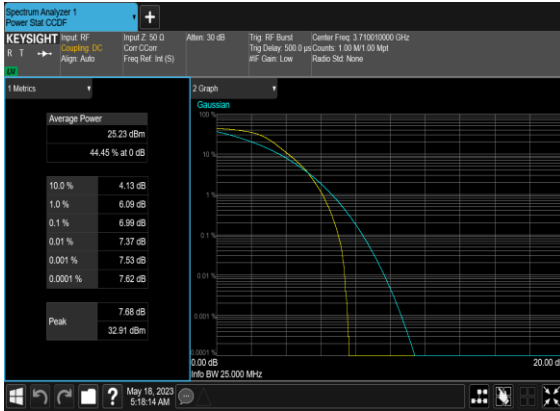 Spectrum Analyzer 1
Power Stat CCDF
+
KEYSIGHT
R T
LV
Input: RF
Coupling: DC
Align: Auto
Input Z: 50 Ω
Corr CCorr
Freq Ref: Int (S)
Atten: 30 dB
Trig: RF Burst
Trig Delay: 500.0 µs
#IF Gain: Low
Center Freq: 3.710010000 GHz
Counts: 1.00 M/1.00 Mpt
Radio Std: None
1 Metrics
Average Power
25.23 dBm
44.45 % at 0 dB
10.0 % 4.13 dB
1.0 % 6.09 dB
0.1 % 6.99 dB
0.01 % 7.37 dB
0.001 % 7.53 dB
0.0001 % 7.62 dB
Peak
7.68 dB
32.91 dBm
2 Graph
Gaussian
100 %
10 %
1 %
0.1 %
0.01 %
0.001 %
0.0001 %
0.00 dB
20.00 d
Info BW 25.000 MHz
?
May 18, 2023
5:18:14 AM